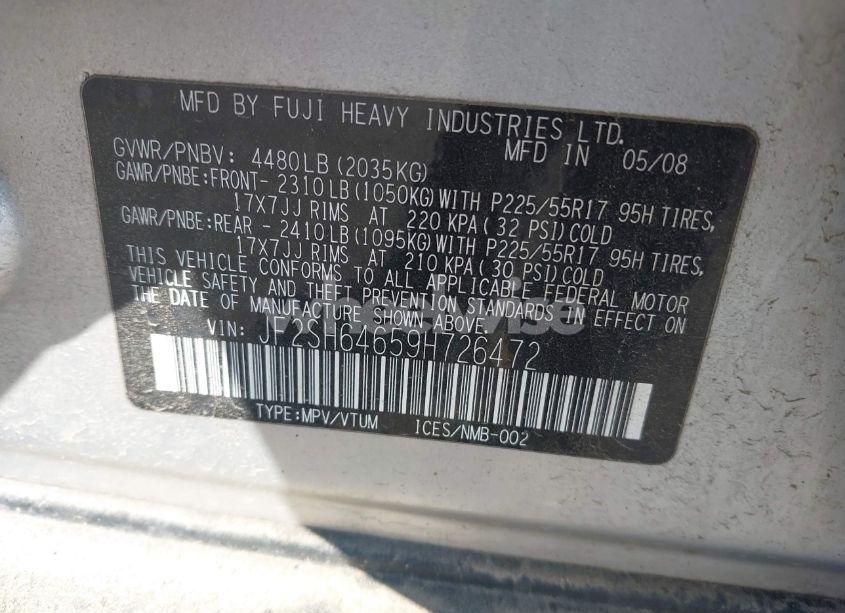 MFD BY FUJI HEAVY INDUSTRIES LTD.
MFD IN 05/08
GVWR/PNBV: 4480LB(2035KG)
GAWR/PNBE:FRONT- 2310LB(1050KG)WITH P225/55R17 95H TIRES,
17X7JJ RIMS AT 220 KPA( 32 PSI)COLD
GAWR/PNBE:REAR - 2410LB(1095KG)WITH P225/55R17 95H TIRES,
17X7JJ RIMS AT 210 KPA( 30 PSI)COLD.
THIS VEHICLE CONFORMS TO ALL APPLICABLE FEDERAL MOTOR
VEHICLE SAFETY AND THEFT PREVENTION STANDARDS IN EFFECT ON
THE DATE OF MANUFACTURE SHOWN ABOVE.
VIN: JF2SH64659H726472
TYPE:MPV/VTUM ICES/NMB-002